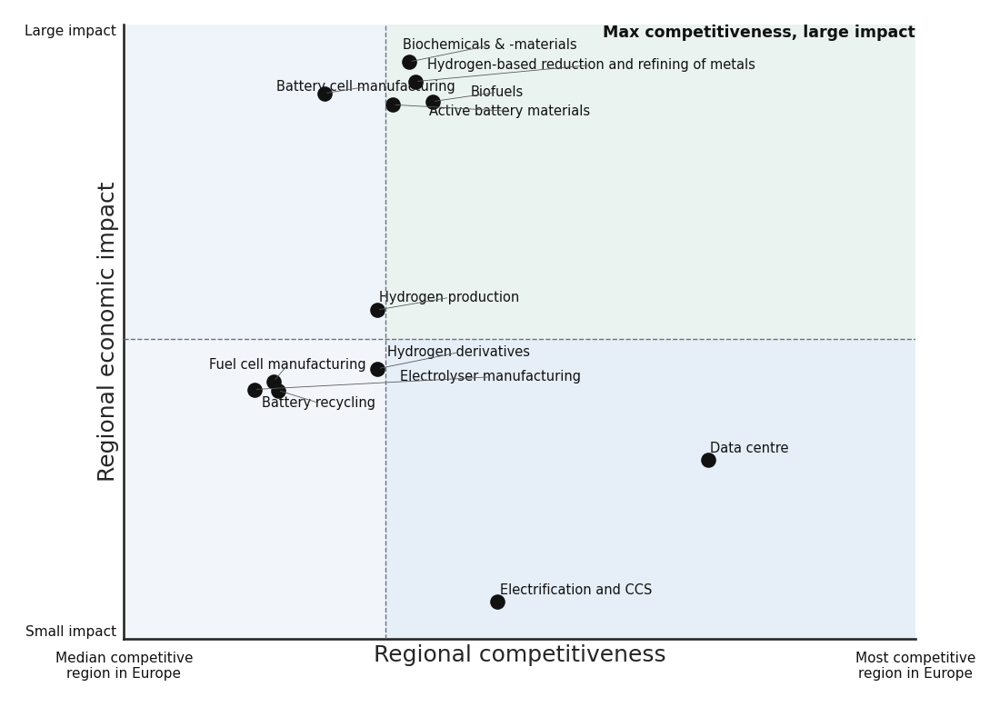 Large impact
Max competitiveness, large impact
Biochemicals & -materials
Hydrogen-based reduction and refining of metals
Battery cell manufacturing
Biofuels
Active battery materials
Regional economic impact
Hydrogen production
Hydrogen derivatives
Fuel cell manufacturing
Electrolyser manufacturing
Battery recycling
Data centre
Electrification and CCS
Small impact
Median competitive
region in Europe
Regional competitiveness
Most competitive
region in Europe